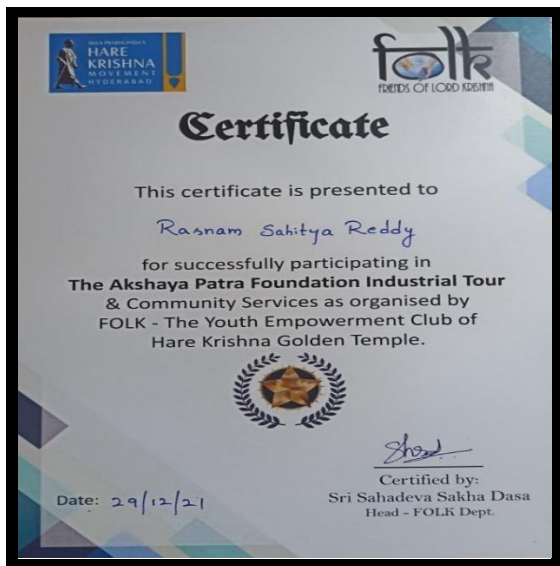 HARE
KRISHNA
MOVEMENT
HYDERABAD
folk
FRIENDS OF LORD KRISHNA
Certificate
This certificate is presented to
Rasnam Sahitya Reddy
for successfully participating in
The Akshaya Patra Foundation Industrial Tour
& Community Services as organised by
FOLK - The Youth Empowerment Club of
Hare Krishna Golden Temple.
Certified by:
Sri Sahadeva Sakha Dasa
Head - FOLK Dept.
Date: 29/12/21